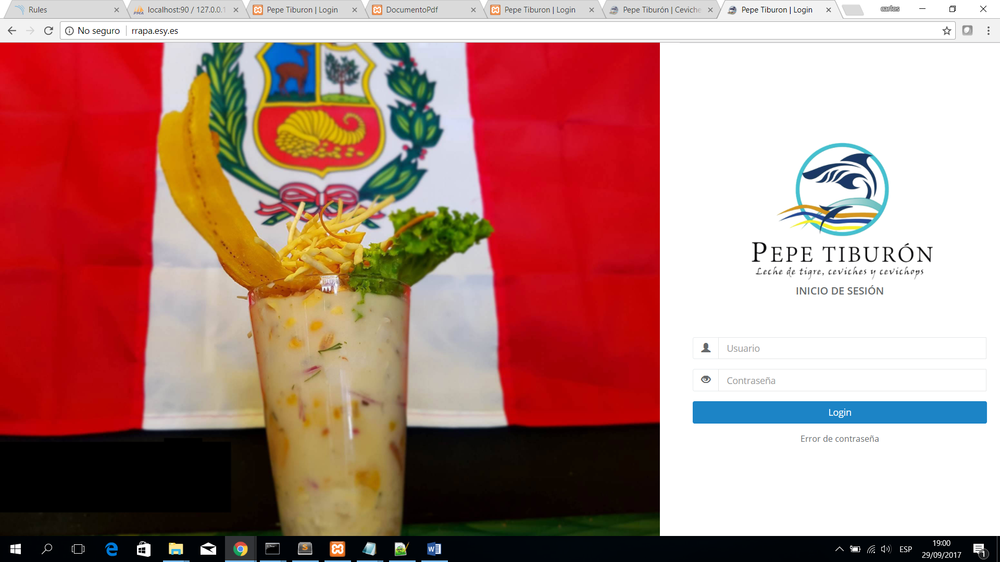 Rules
localhost:90 / 127.0.0.1
Pepe Tiburon | Login
DocumentoPdf
Pepe Tiburon | Login
Pepe Tiburón | Ceviche
Pepe Tiburon | Login
carlos
No seguro
rrapa.esy.es
PEPE TIBURÓN
Leche de tigre, ceviches y cevichops
INICIO DE SESIÓN
Usuario
Contraseña
Login
Error de contraseña
ESP
19:00
29/09/2017
1
PMA